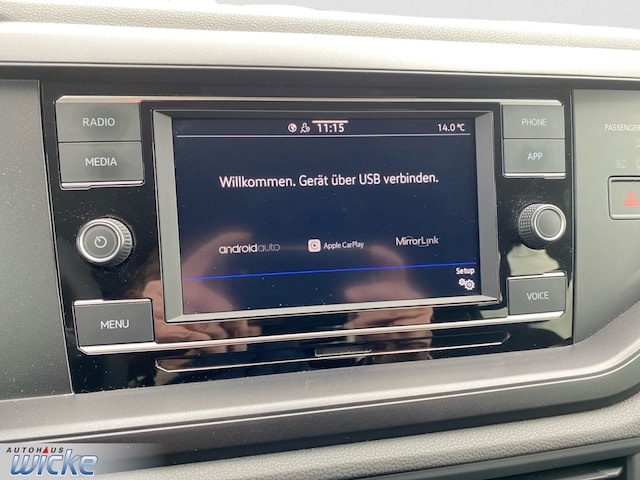 RADIO
MEDIA
MENU
11:15
14.0 °C
Willkommen. Gerät über USB verbinden.
androidauto
Apple CarPlay
MirrorLink
Setup
PHONE
APP
VOICE
PASSENGER
AUTOHAUS
WICKE